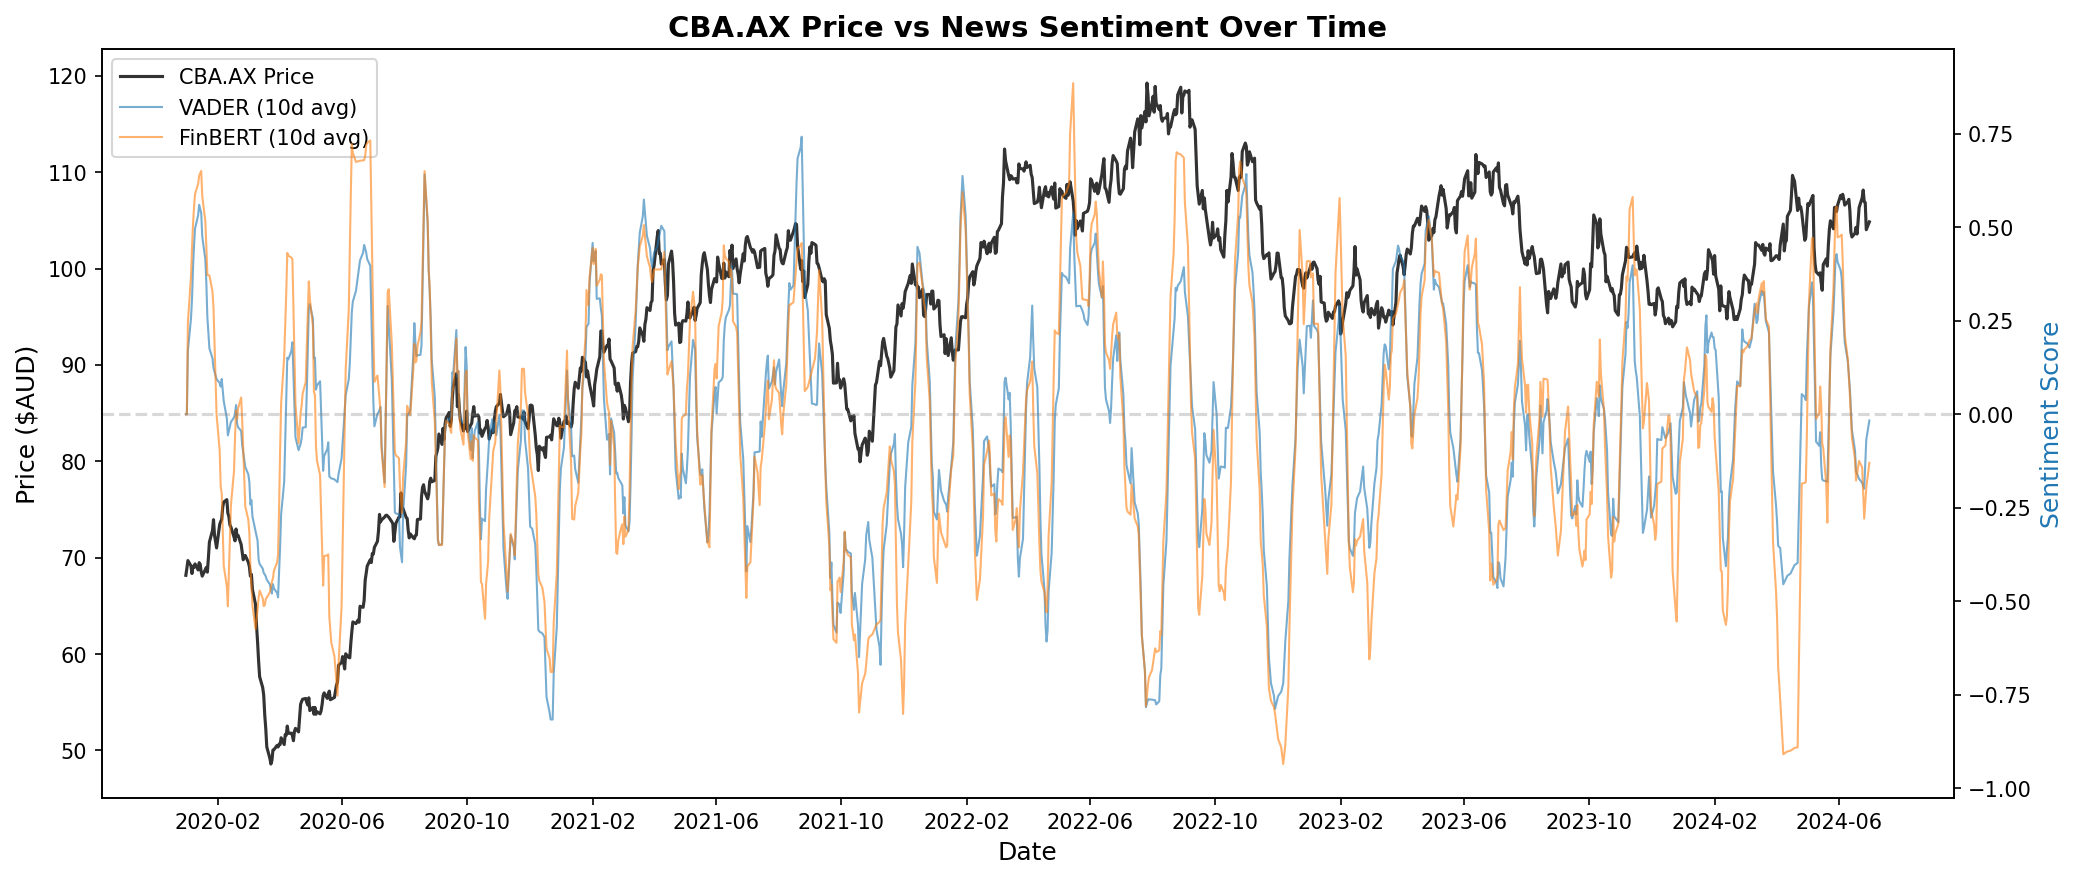 CBA.AX Price vs News Sentiment Over Time
CBA.AX Price
VADER (10d avg)
FinBERT (10d avg)
Price ($AUD)
120
110
100
90
80
70
60
50
0.75
0.50
0.25
0.00
−0.25
−0.50
−0.75
−1.00
Sentiment Score
2020-02 2020-06 2020-10 2021-02 2021-06 2021-10 2022-02 2022-06 2022-10 2023-02 2023-06 2023-10 2024-02 2024-06
Date